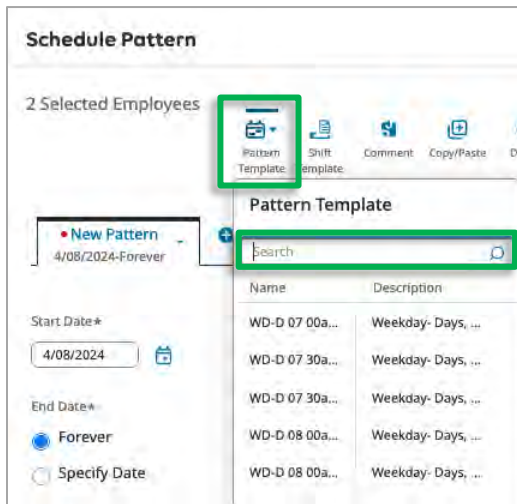 Schedule Pattern
2 Selected Employees
Pattern Template
Shift Template
Comment
Copy/Paste
Pattern Template
• New Pattern
4/08/2024-Forever
Search
Name Description
Start Date*
WD-D 07 00a... Weekday- Days, ...
4/08/2024
WD-D 07 30a... Weekday- Days, ...
WD-D 07 30a... Weekday- Days, ...
End Date*
Forever
WD-D 08 00a... Weekday- Days, ...
Specify Date
WD-D 08 00a... Weekday- Days, ...